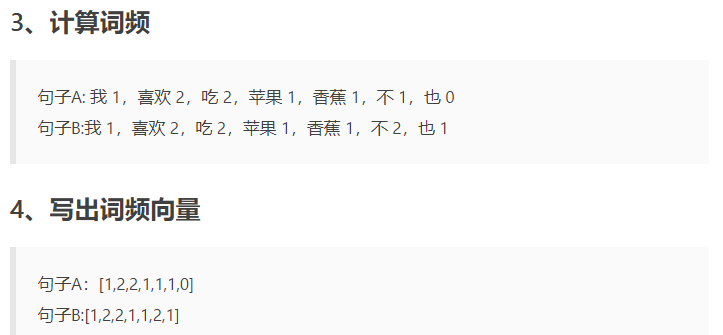 3、计算词频
句子A: 我 1，喜欢 2，吃 2，苹果 1，香蕉 1，不 1，也 0
句子B:我 1，喜欢 2，吃 2，苹果 1，香蕉 1，不 2，也 1
4、写出词频向量
句子A：[1,2,2,1,1,1,0]
句子B:[1,2,2,1,1,2,1]